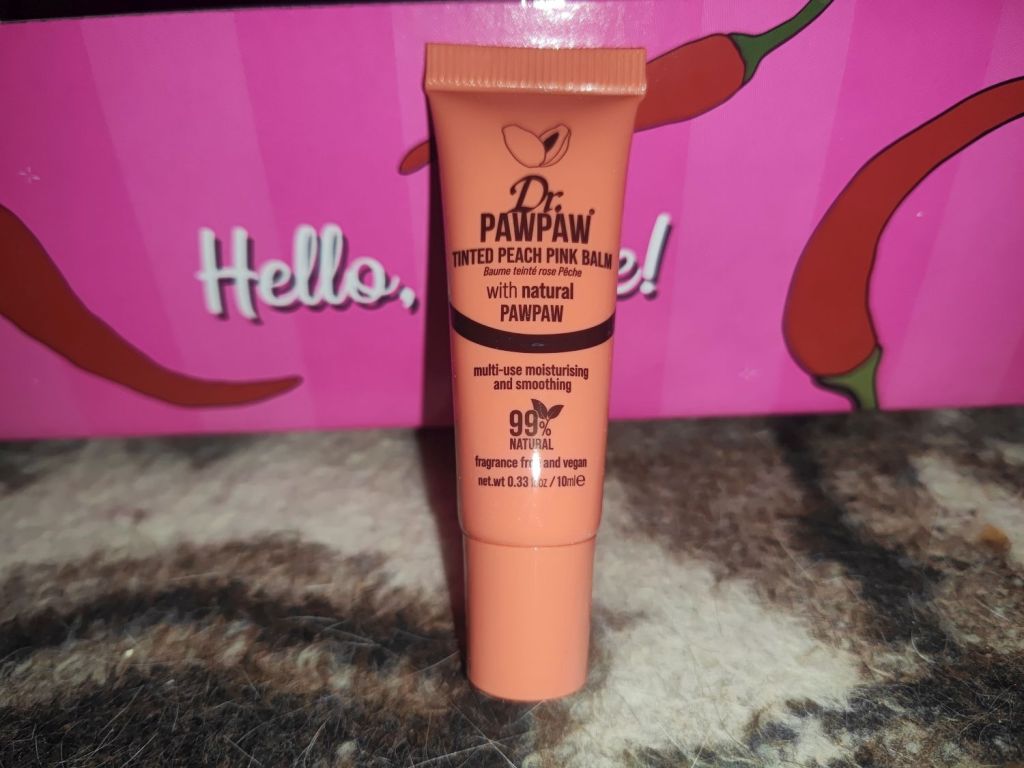 Hello,
Dr.
PAWPAW
TINTED PEACH PINK BALM
Baume teinté rose Pêche
with natural
PAWPAW
multi-use moisturising
and smoothing
99%
NATURAL
fragrance free and vegan
net.wt 0.33 fl oz / 10ml℮